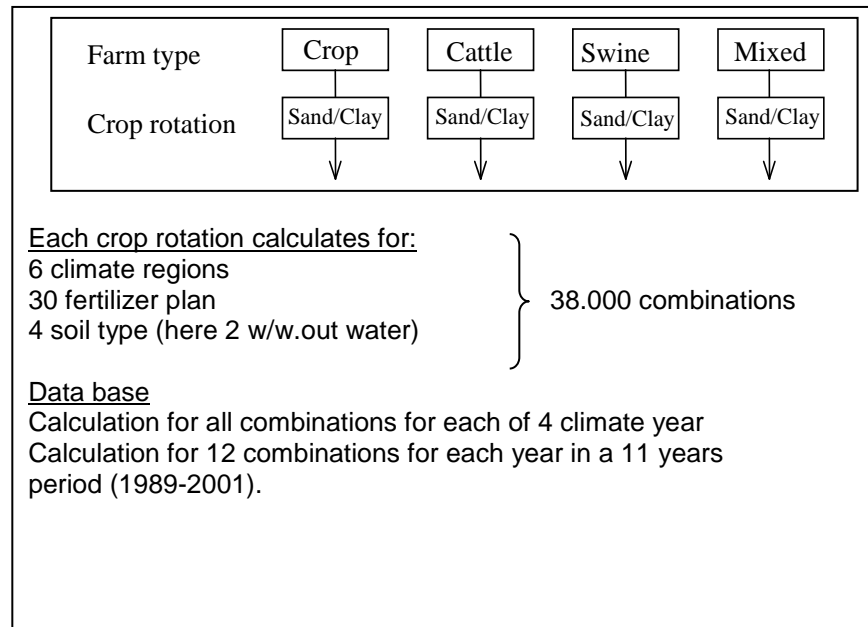 Farm type Crop Cattle Swine Mixed
Crop rotation Sand/Clay Sand/Clay Sand/Clay Sand/Clay
Each crop rotation calculates for:
6 climate regions
30 fertilizer plan
4 soil type (here 2 w/w.out water)
38.000 combinations
Data base
Calculation for all combinations for each of 4 climate year
Calculation for 12 combinations for each year in a 11 years
period (1989-2001).